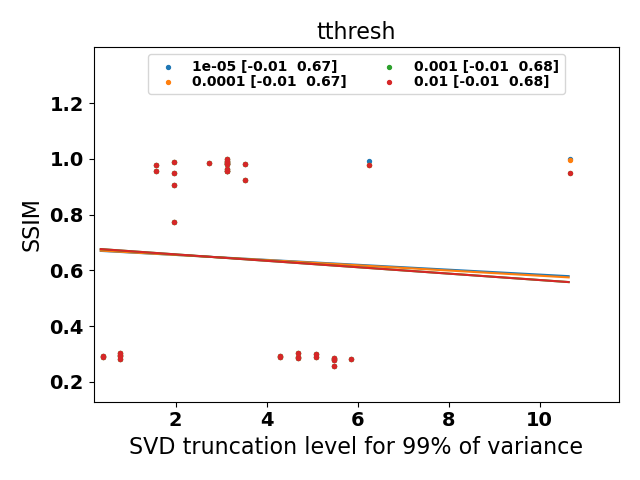 tthresh
1e-05 [-0.01  0.67]
0.0001 [-0.01  0.67]
0.001 [-0.01  0.68]
0.01 [-0.01  0.68]
SSIM
1.2
1.0
0.8
0.6
0.4
0.2
2 4 6 8 10
SVD truncation level for 99% of variance